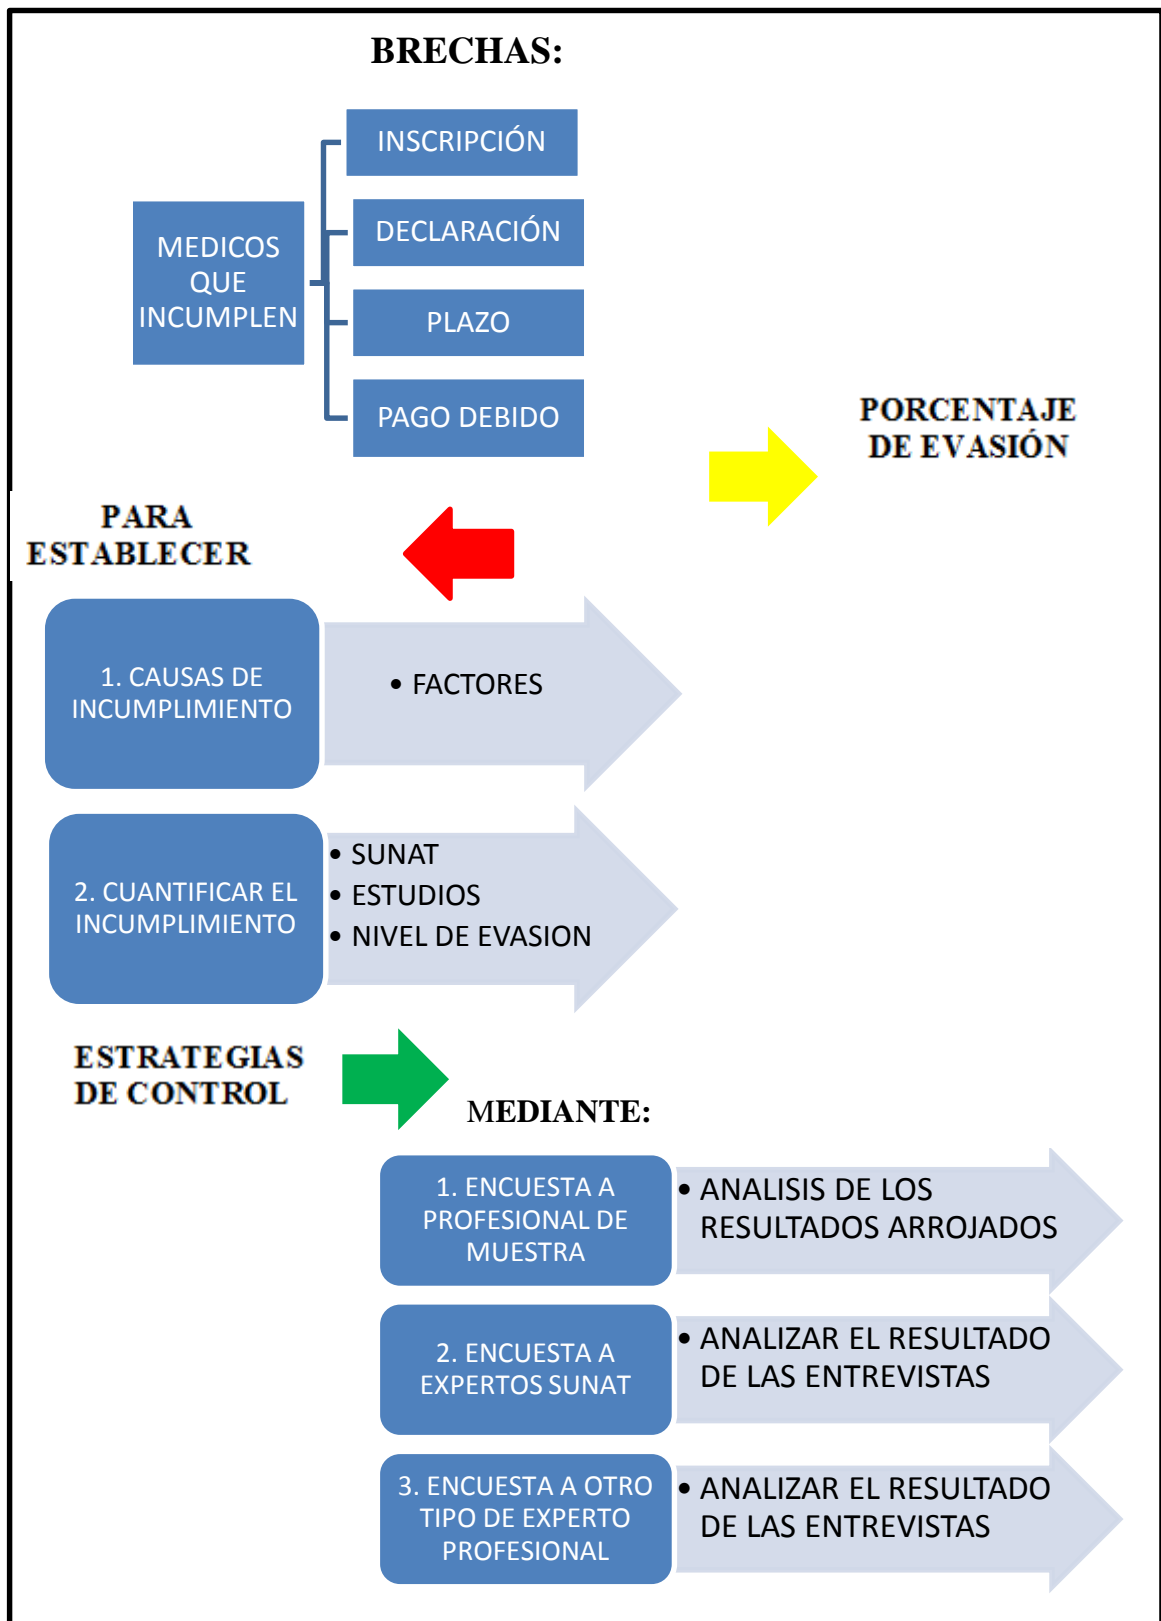 BRECHAS:
INSCRIPCIÓN
MEDICOS
QUE
INCUMPLEN
DECLARACIÓN
PLAZO
PAGO DEBIDO
PORCENTAJE
DE EVASIÓN
PARA
ESTABLECER
1. CAUSAS DE
INCUMPLIMIENTO
• FACTORES
2. CUANTIFICAR EL
INCUMPLIMIENTO
• SUNAT
• ESTUDIOS
• NIVEL DE EVASION
ESTRATEGIAS
DE CONTROL
MEDIANTE:
1. ENCUESTA A
PROFESIONAL DE
MUESTRA
• ANALISIS DE LOS
RESULTADOS ARROJADOS
2. ENCUESTA A
EXPERTOS SUNAT
• ANALIZAR EL RESULTADO
DE LAS ENTREVISTAS
3. ENCUESTA A OTRO
TIPO DE EXPERTO
PROFESIONAL
• ANALIZAR EL RESULTADO
DE LAS ENTREVISTAS